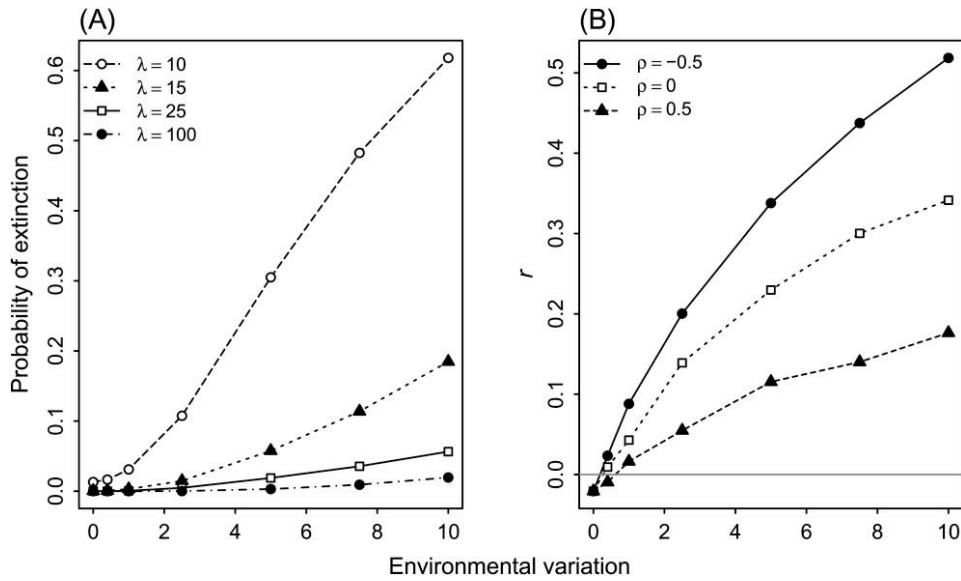 (A)
λ = 10
λ = 15
λ = 25
λ = 100
Probability of extinction
0.0 0.1 0.2 0.3 0.4 0.5 0.6
0 2 4 6 8 10
(B)
ρ = −0.5
ρ = 0
ρ = 0.5
r
0.0 0.1 0.2 0.3 0.4 0.5
0 2 4 6 8 10
Environmental variation